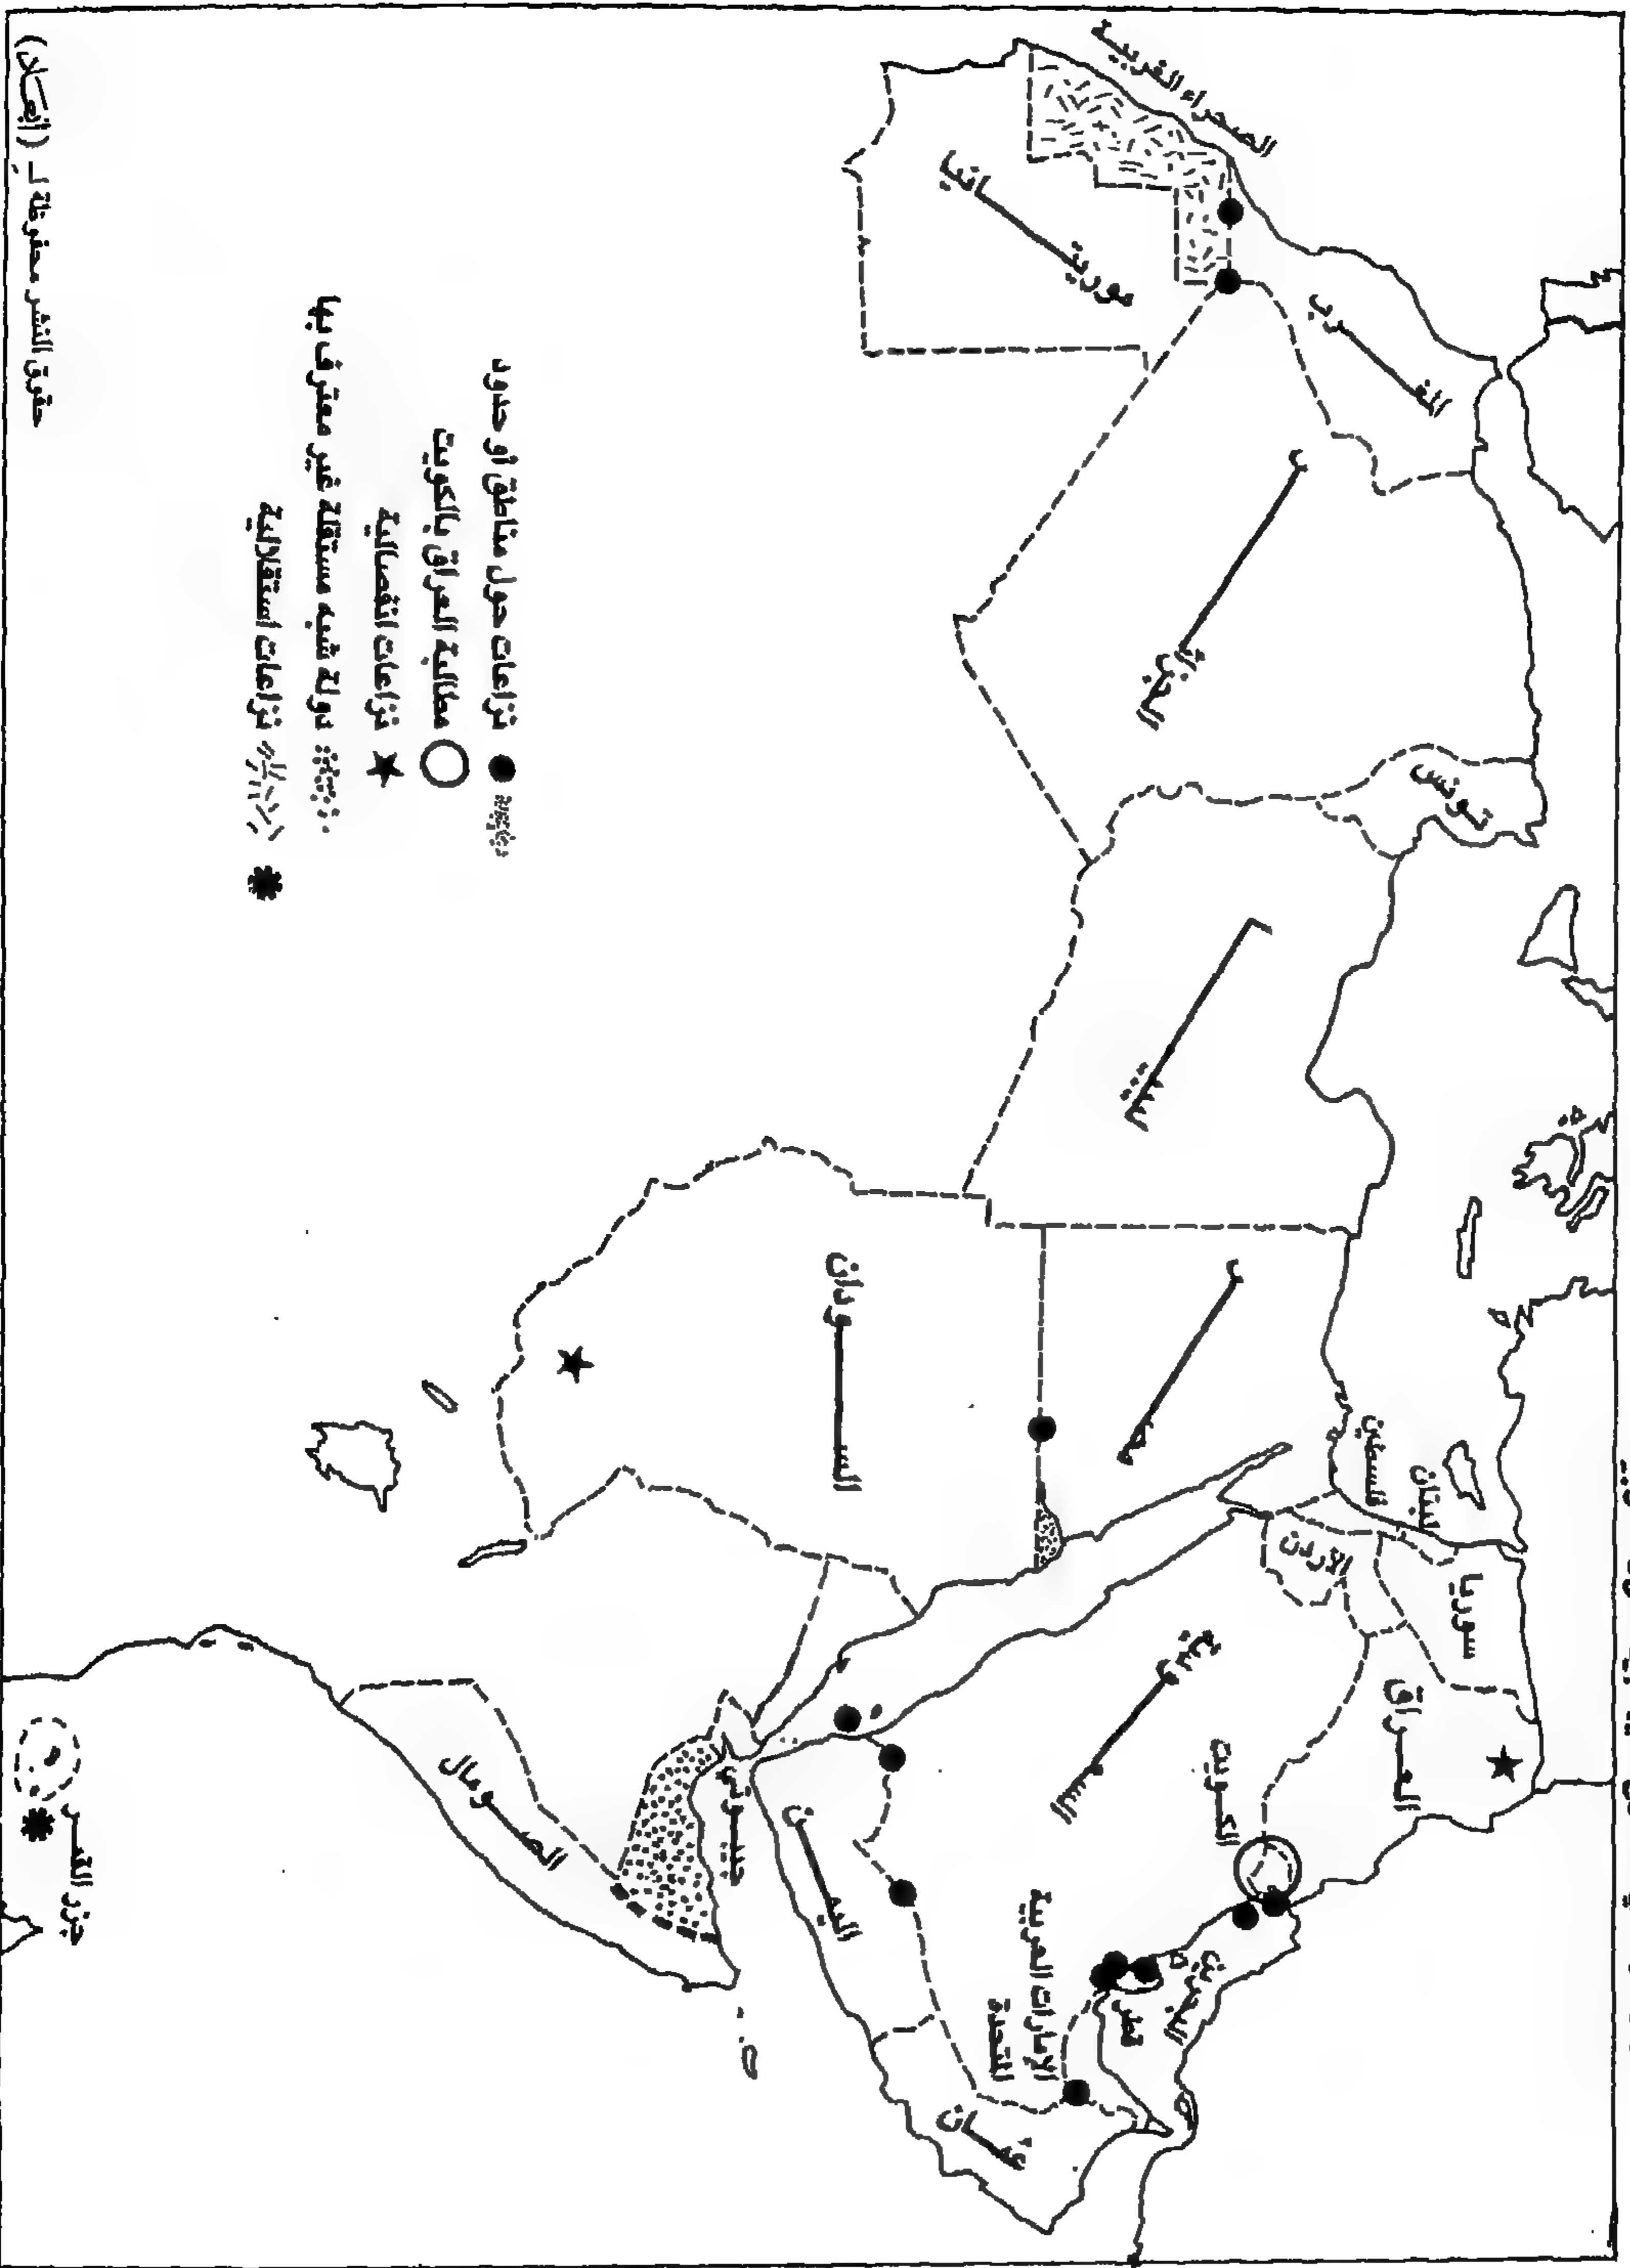 الصحراء الغربية
المغرب
موريتانيا
الجزائر
تونس
ليبيا
مصر
السودان
فلسطين
لبنان
الأردن
سوريا
العراق
الكويت
السعودية
البحرين
قطر
الإمارات العربية
المتحدة
عُمان
اليمن
جيبوتي
الصومال
جزر القمر
نزاعات حول مناطق أو حدود
مطالبة العراق بالكويت
نزاعات انفصالية
دولة شبه مستقلة غير معترف بها
نزاعات استقلالية
حقوق النشر محفوظة لـ